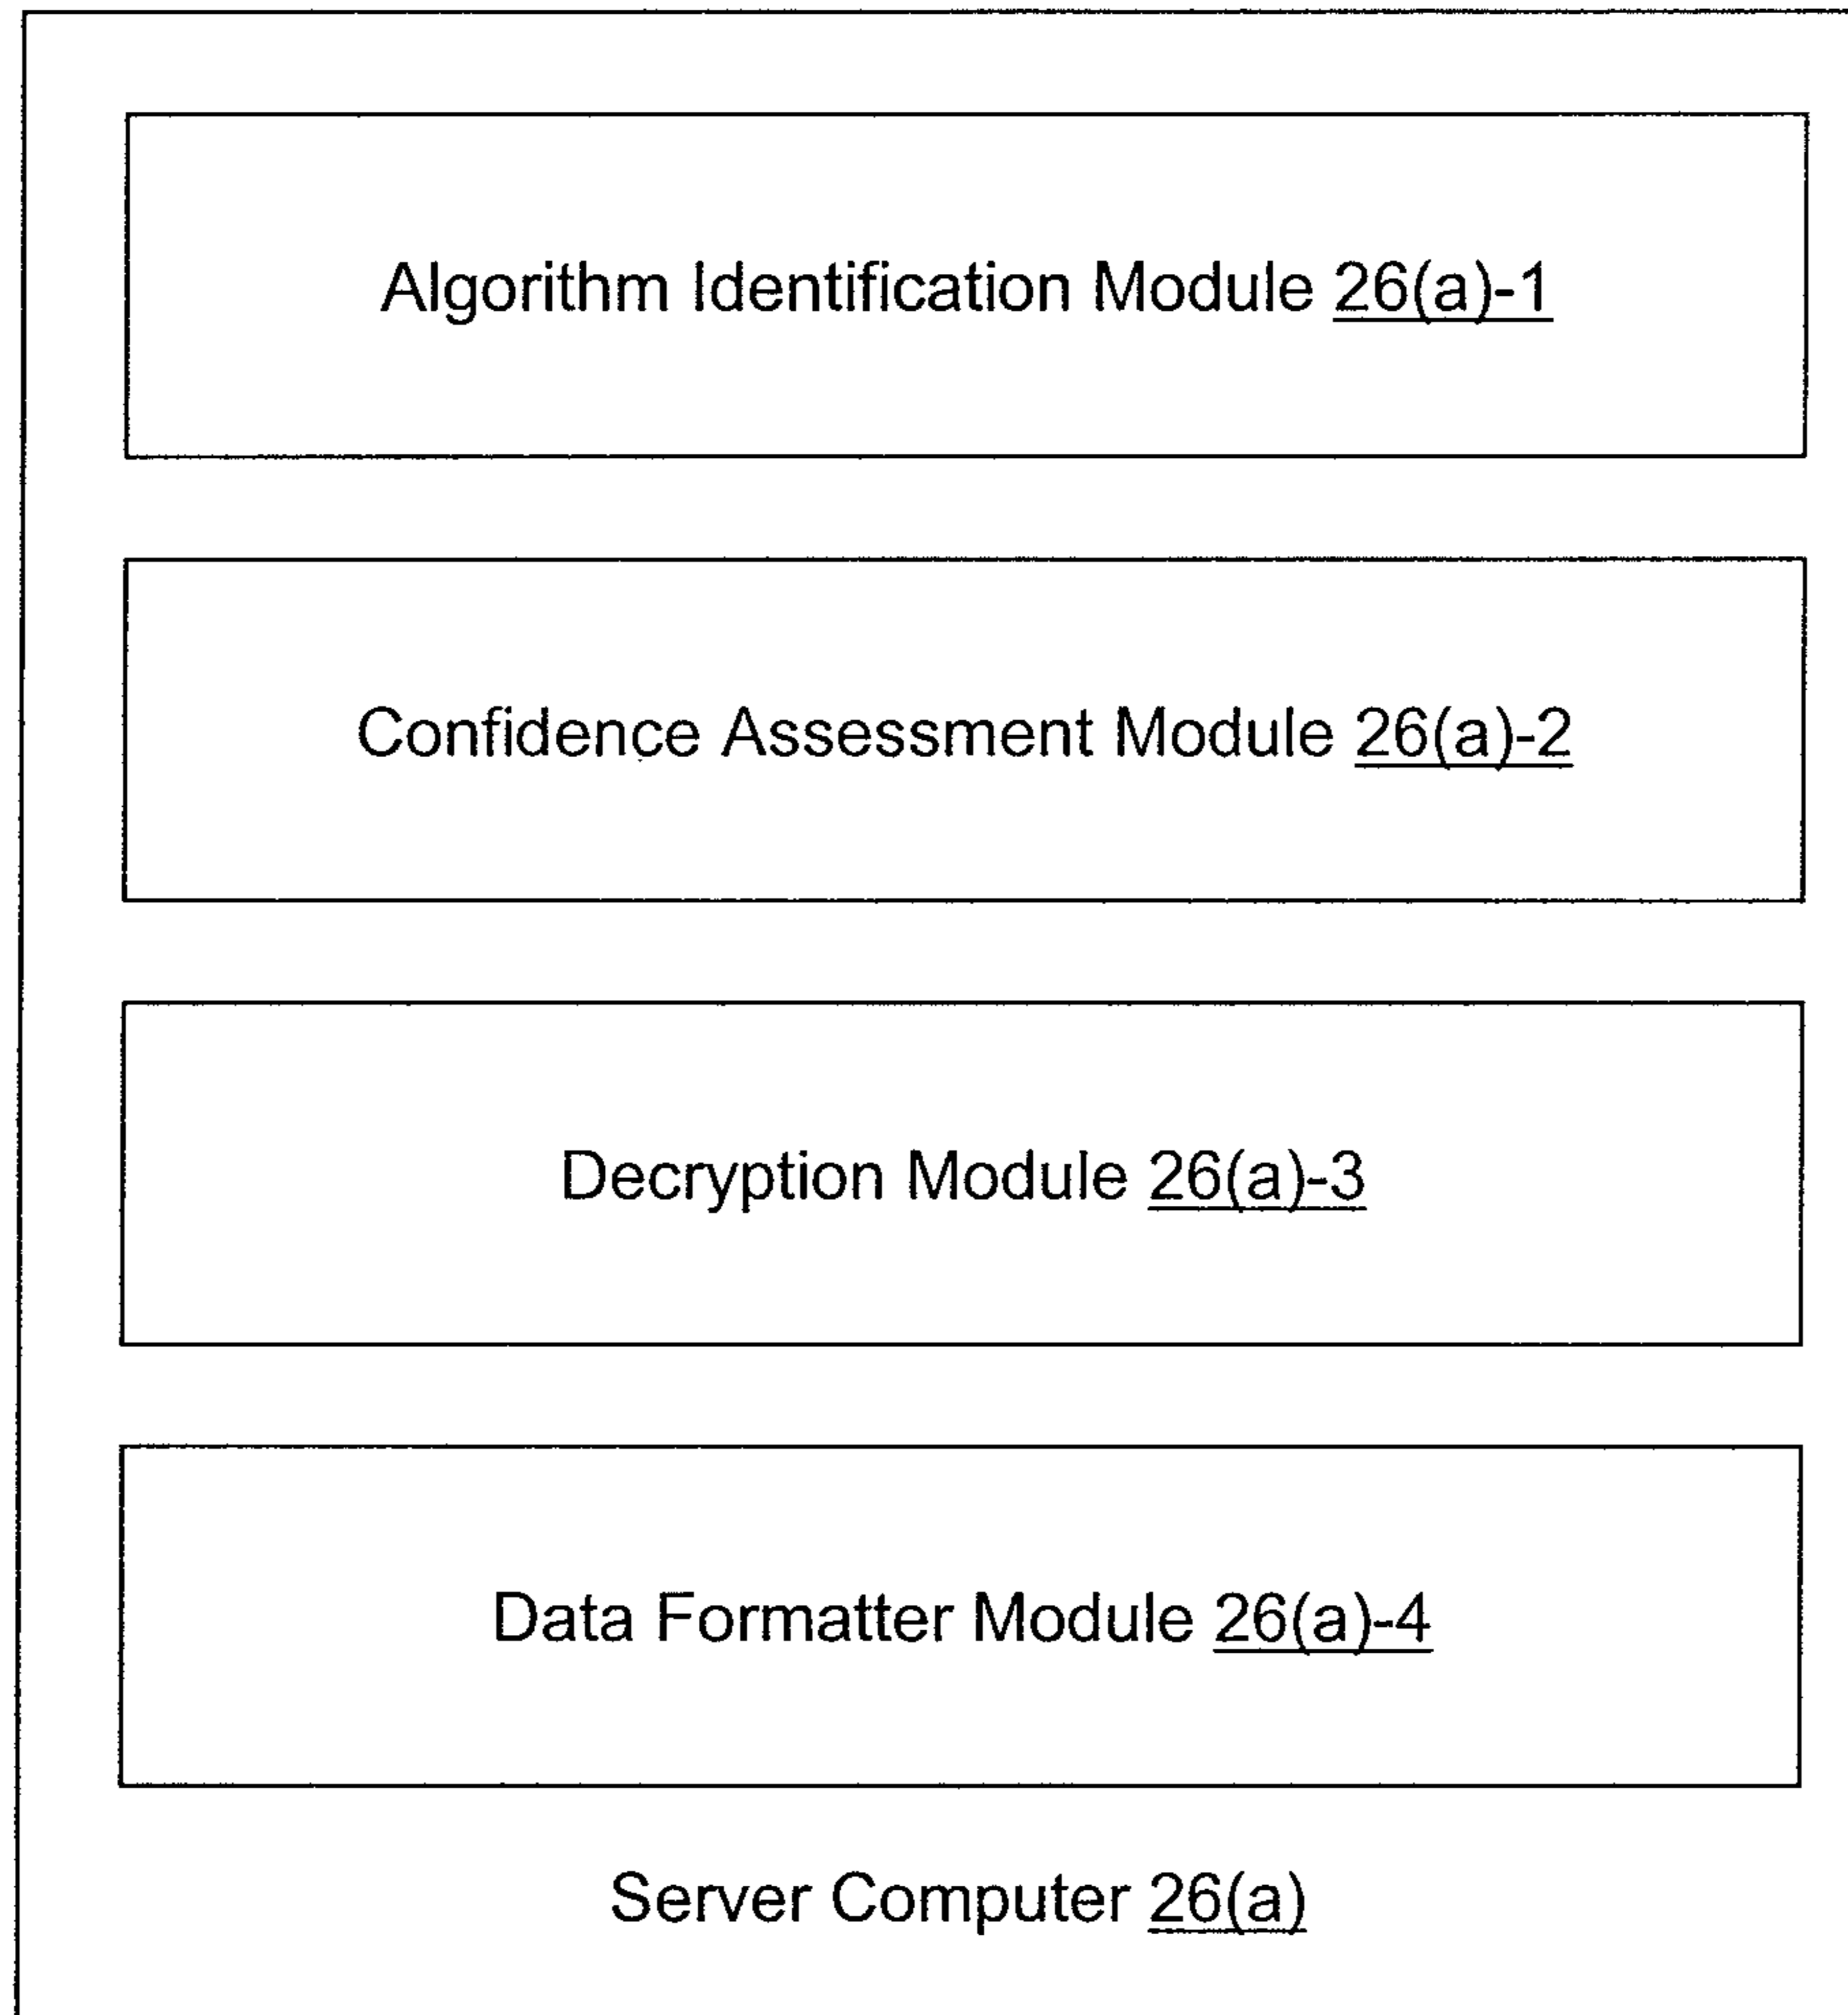 Algorithm Identification Module 26(a)-1
Confidence Assessment Module 26(a)-2
Decryption Module 26(a)-3
Data Formatter Module 26(a)-4
Server Computer 26(a)